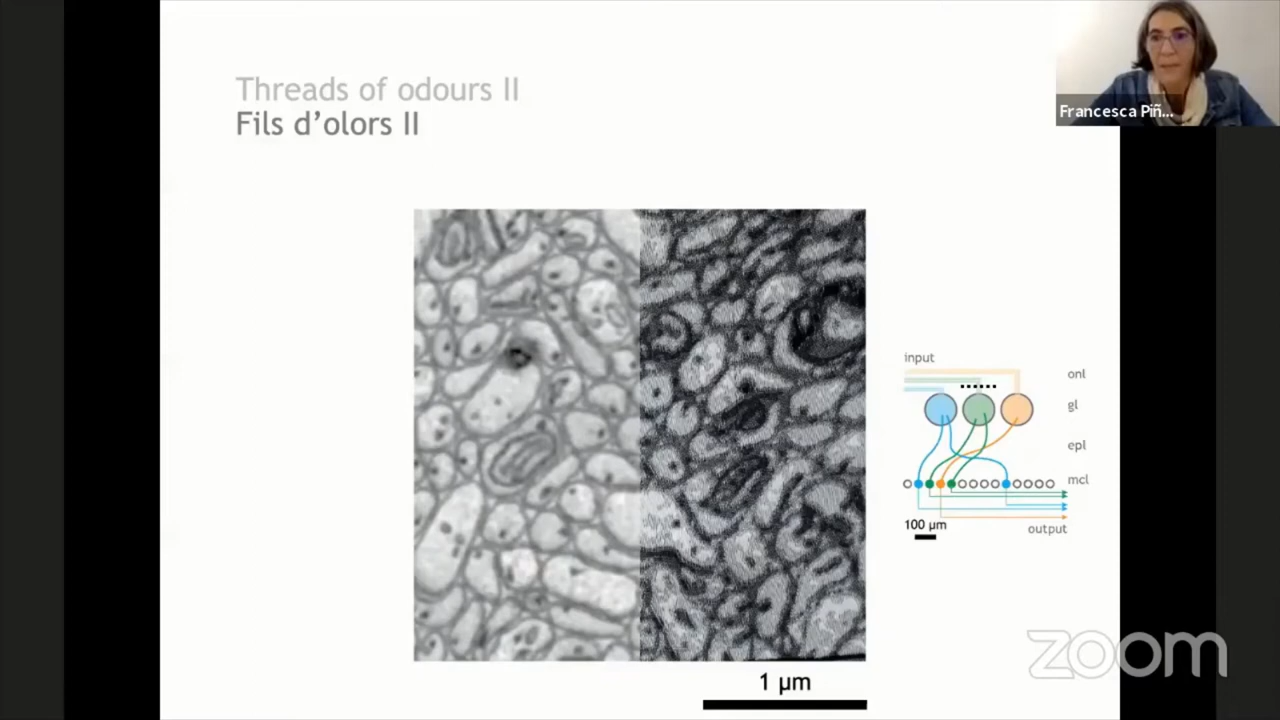 Threads of odours II
Fils d’olors II
Francesca Piñ...
input
onl
gl
epl
mcl
100 µm
output
1 µm
zoom